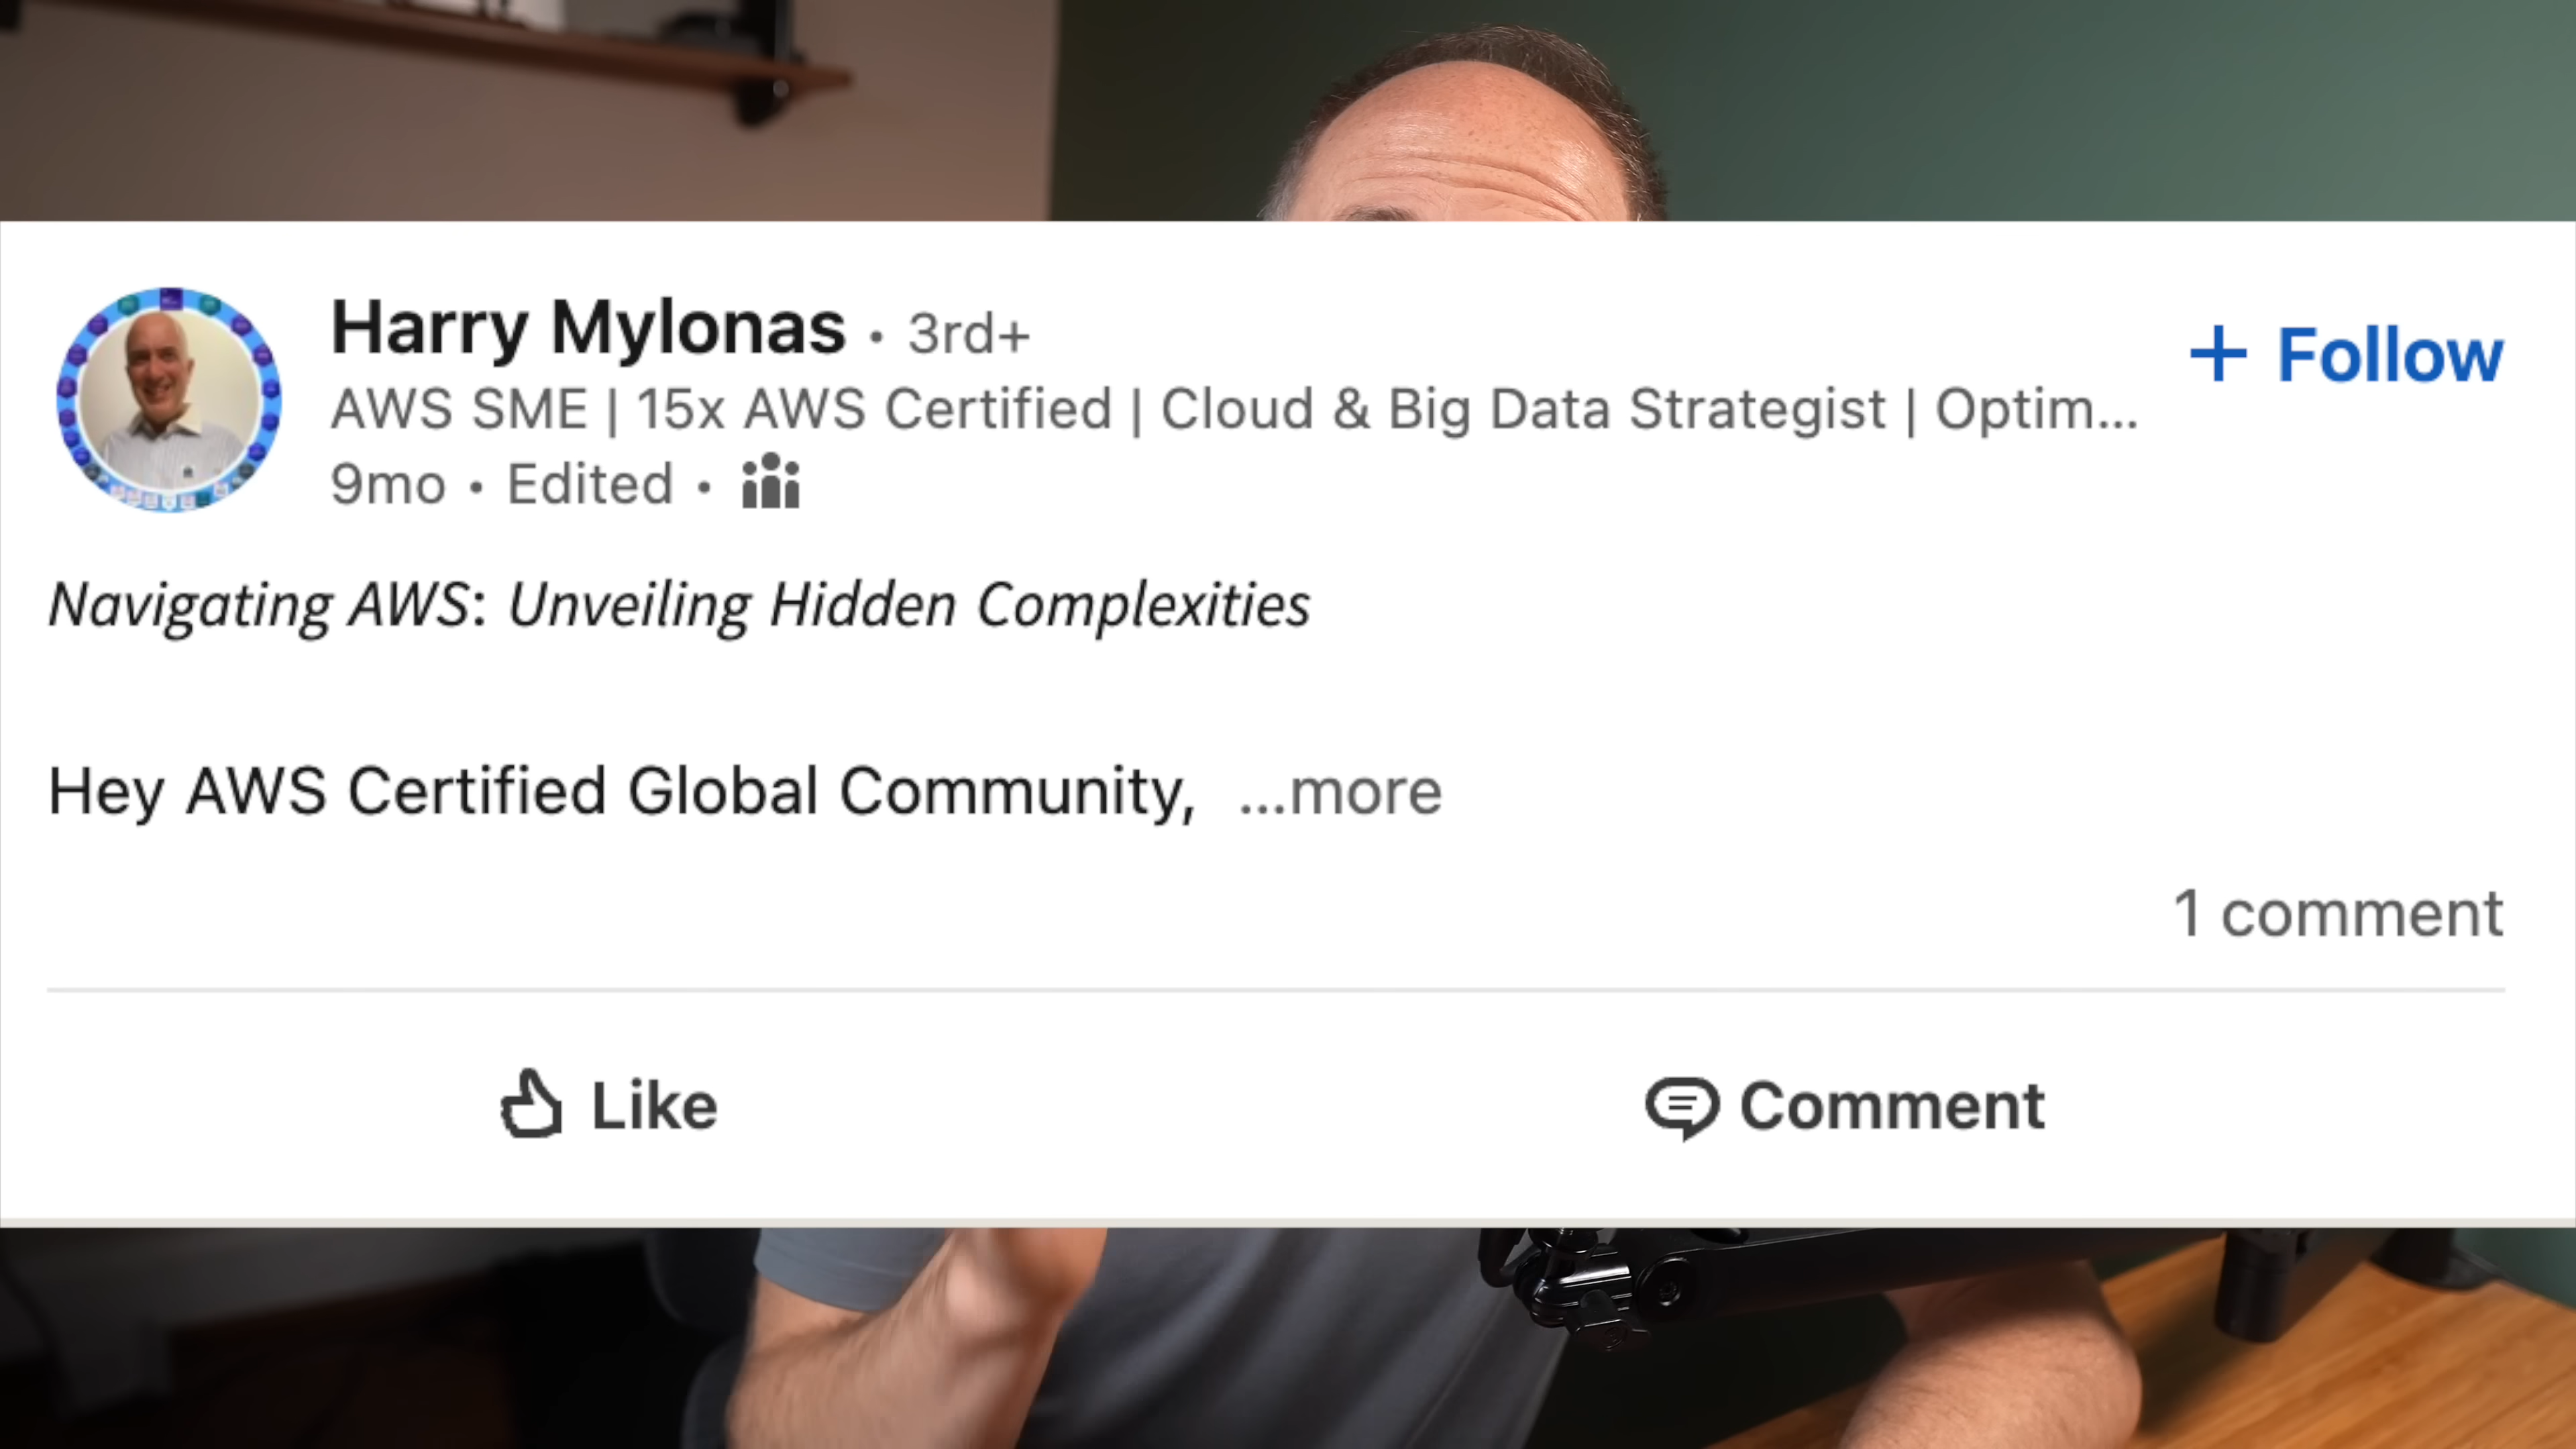 Harry Mylonas • 3rd+
+ Follow
AWS SME | 15x AWS Certified | Cloud & Big Data Strategist | Optim...
9mo • Edited •
Navigating AWS: Unveiling Hidden Complexities
Hey AWS Certified Global Community, ...more
1 comment
Like
Comment